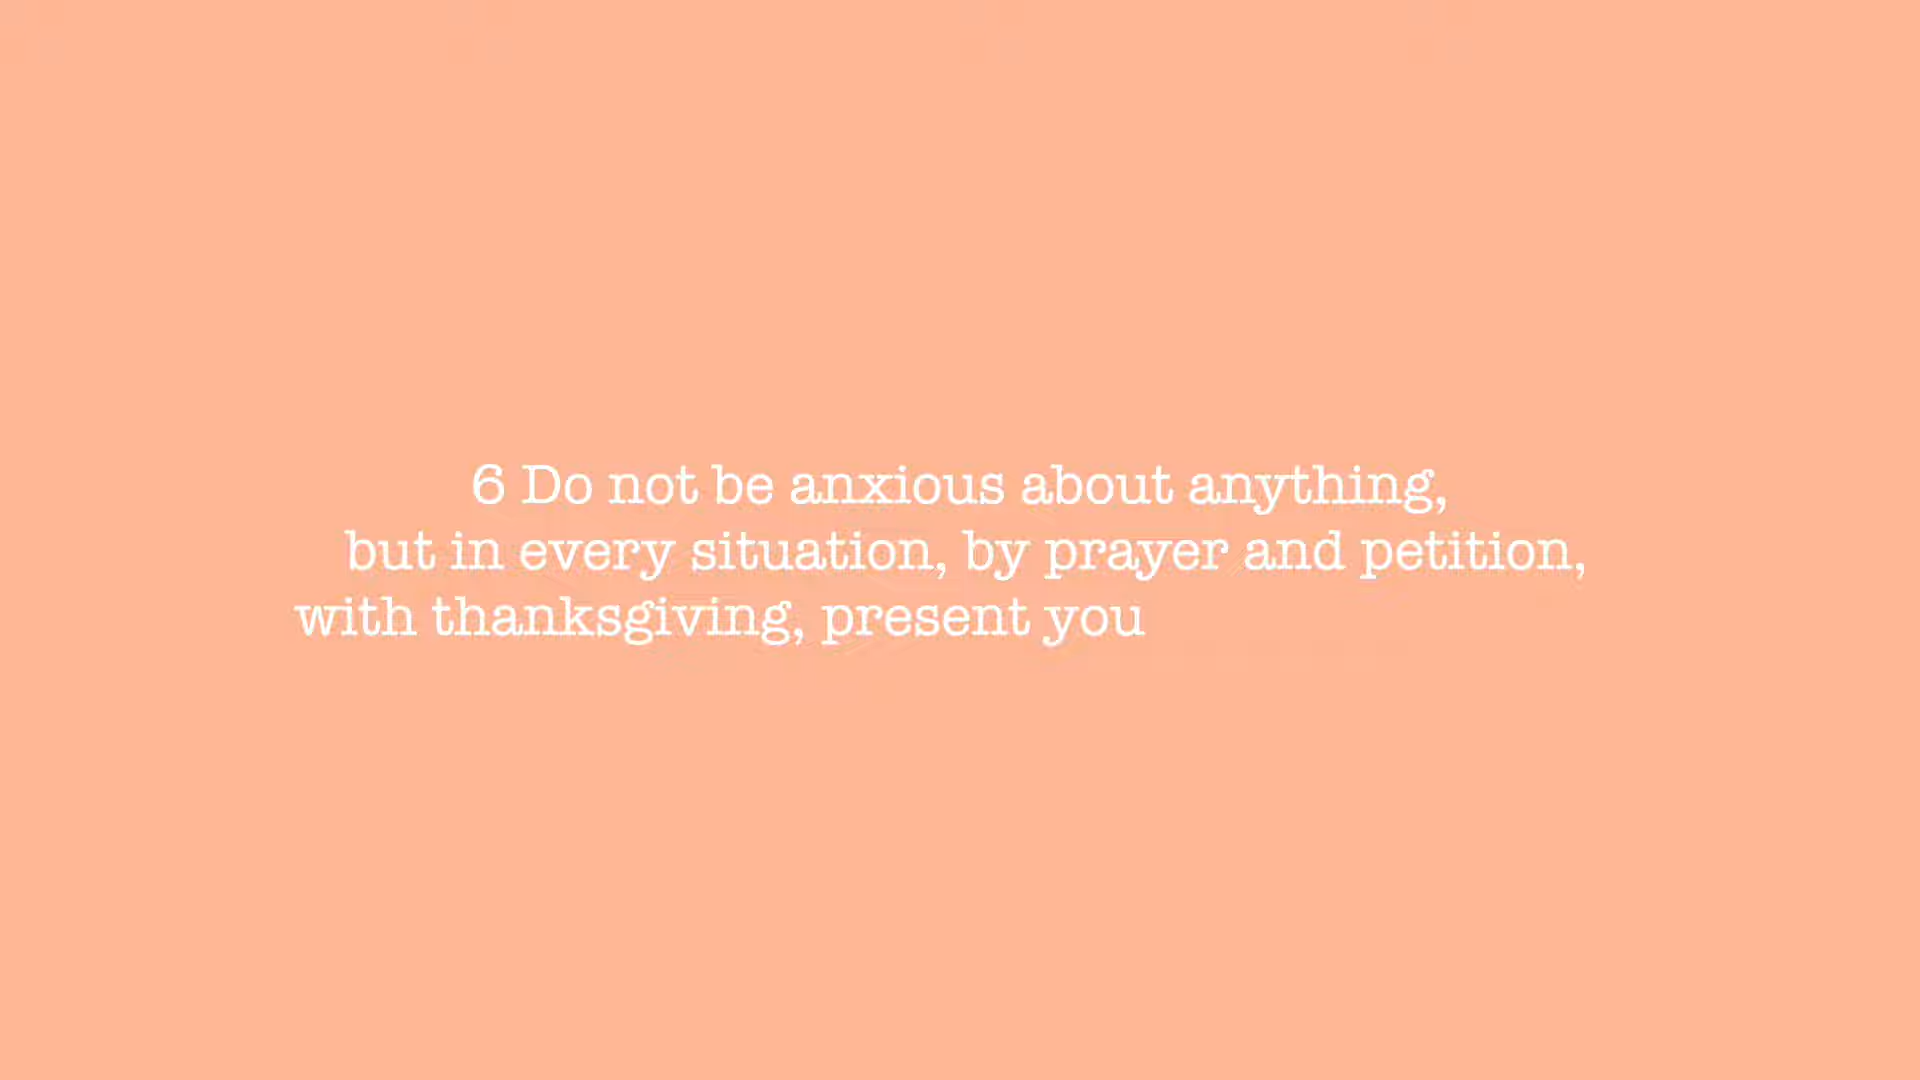 6 Do not be anxious about anything,
but in every situation, by prayer and petition,
with thanksgiving, present you